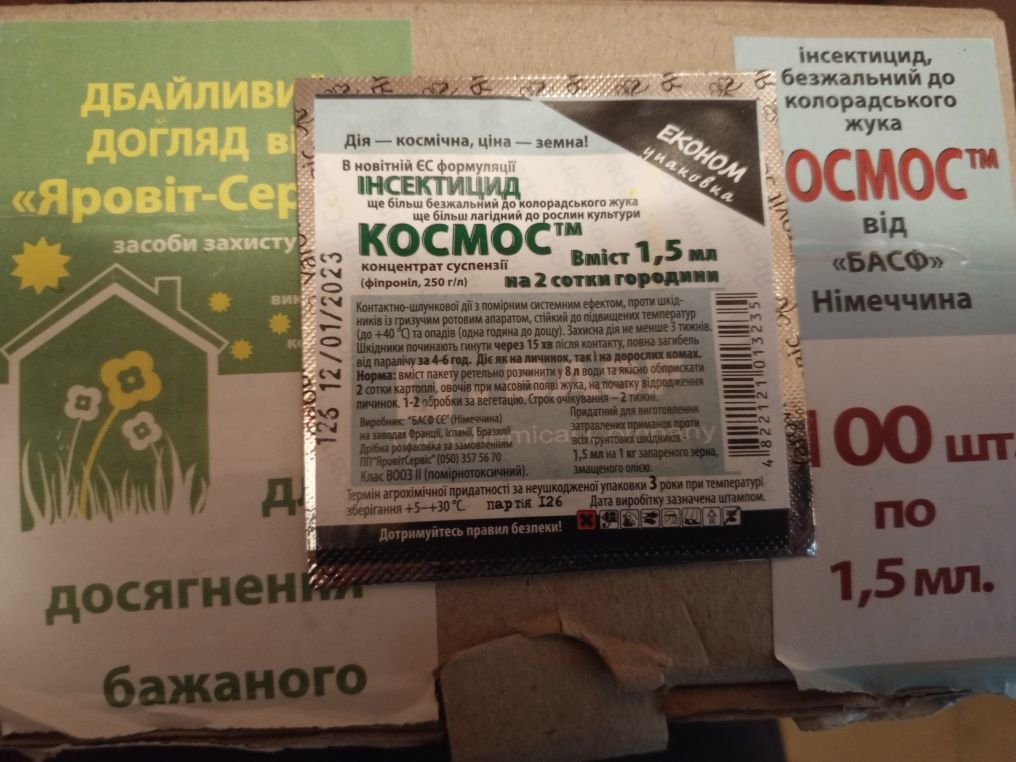 ДБАЙЛИВИ
ДОГЛЯД ві
«Яровіт-Сер
засоби захисту
вин
ко
дл
досягнення
бажаного
Дія — космічна, ціна — земна!
ЕКОНОМ
упаковка
В новітній ЄС формуляції
ІНСЕКТИЦИД
ще більш безжальний до колорадського жука
ще більш лагідний до рослин культури
КОСМОС™
концентрат суспензії
(фіпроніл, 250 г/л)
Вміст 1,5 мл
на 2 сотки городини
Контактно-шлункової дії з помірним системним ефектом, проти шкід-
ників із гризучим ротовим апаратом, стійкий до підвищених температур
(до +40 °С) та опадів (одна година до дощу). Захисна дія не менше 3 тижнів.
Шкідники починають гинути через 15 хв після контакту, повна загибель
від паралічу за 4-6 год. Діє як на личинок, так і на дорослих комах.
Норма: вміст пакету ретельно розчинити у 8 л води та якісно обприскати
2 сотки картоплі, овочів при масовій появі жука, на початку відродження
личинок. 1-2 обробки за вегетацію. Строк очікування – 2 тижні.
Виробник: "БАСФ СЄ" (Німеччина)
на заводах Франції, Іспанії, Бразилії
Дрібна розфасовка за замовленням
ПП"ЯровітСервіс" (050) 357 56 70
Клас ВООЗ ІІ (помірнотоксичний).
Придатний для виготовлення
затравлених приманок проти
всіх ґрунтових шкідників -
1,5 мл на 1 кг запареного зерна,
змащеного олією.
Термін агрохімічної придатності за неушкодженої упаковки 3 роки при температурі
зберігання +5–+30 °С. партія І26 Дата виробітку зазначена штампом.
Дотримуйтесь правил безпеки!
126 12/01/2023
4 822121 013235
інсектицид,
безжальний до
колорадського
жука
ОСМОС™
від
«БАСФ»
Німеччина
100 шт.
по
1,5 мл.